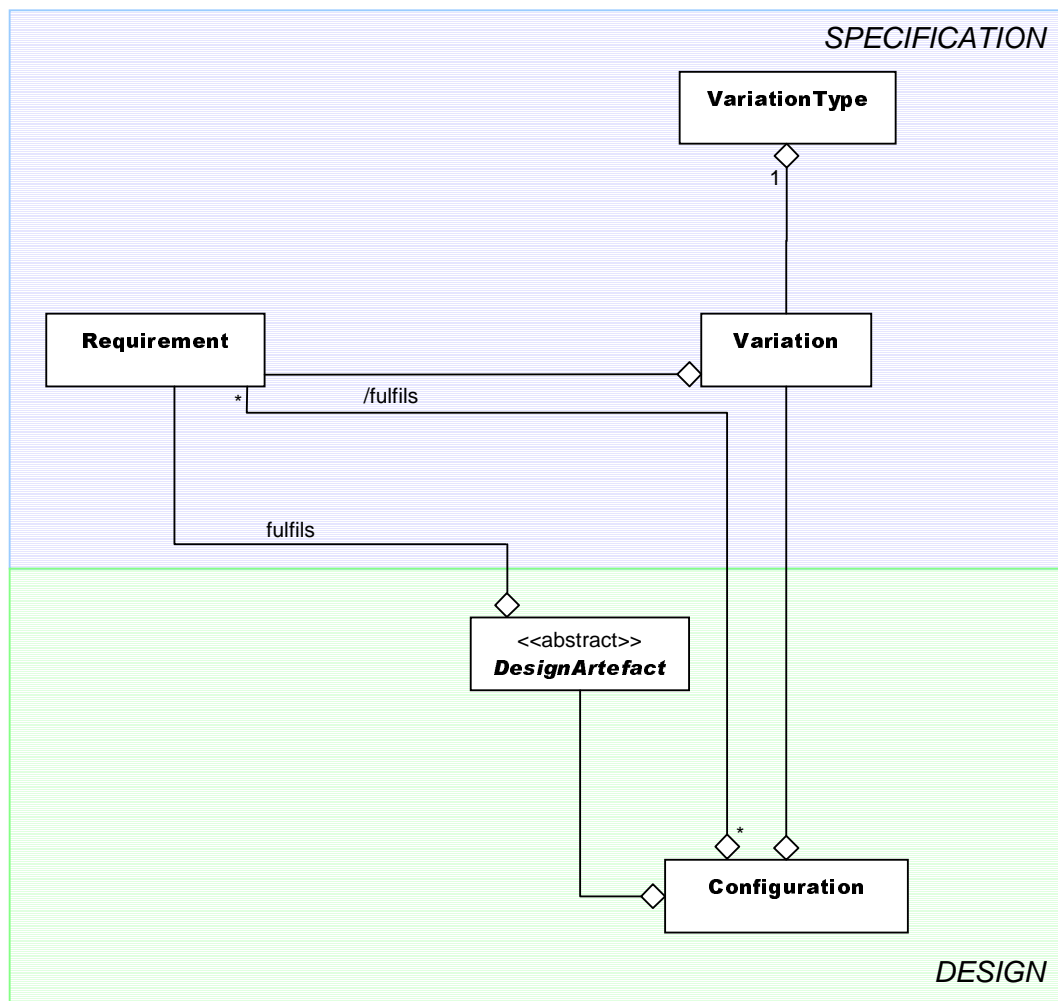 SPECIFICATION
VariationType
1
Requirement
Variation
*
/fulfils
fulfils
<<abstract>>
DesignArtefact
*
Configuration
DESIGN